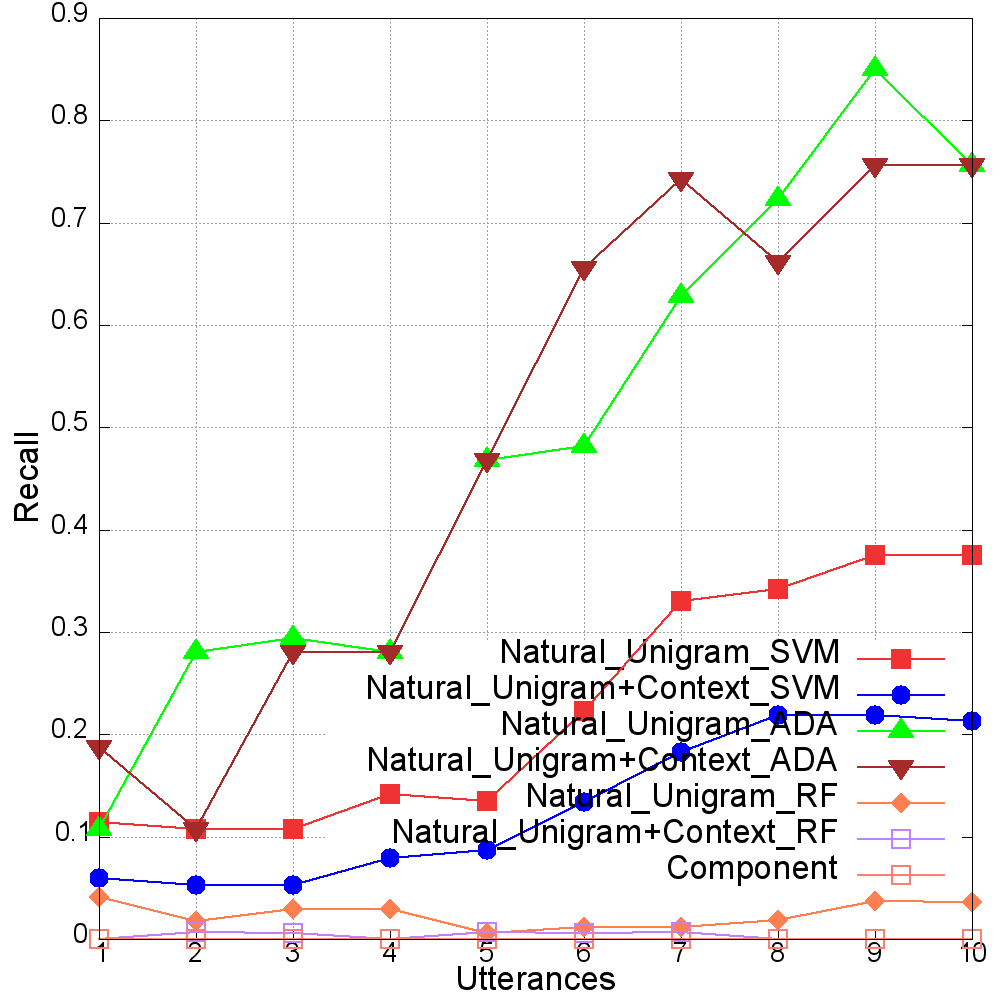 0.9
0.8
0.7
0.6
0.5
0.4
0.3
0.2
0.1
0
Recall
Natural_Unigram_SVM
Natural_Unigram+Context_SVM
Natural_Unigram_ADA
Natural_Unigram+Context_ADA
Natural_Unigram_RF
Natural_Unigram+Context_RF
Component
1 2 3 4 5 6 7 8 9 10
Utterances